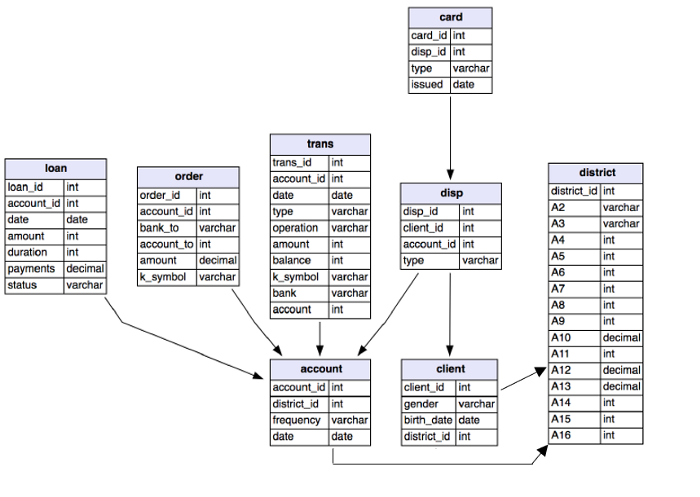 card
card_id int
disp_id int
type varchar
issued date
trans
trans_id int
account_id int
date date
type varchar
operation varchar
amount int
balance int
k_symbol varchar
bank varchar
account int
loan
loan_id int
account_id int
date date
amount int
duration int
payments decimal
status varchar
order
order_id int
account_id int
bank_to varchar
account_to int
amount decimal
k_symbol varchar
disp
disp_id int
client_id int
account_id int
type varchar
district
district_id int
A2 varchar
A3 varchar
A4 int
A5 int
A6 int
A7 int
A8 int
A9 int
A10 decimal
A11 int
A12 decimal
A13 decimal
A14 int
A15 int
A16 int
account
account_id int
district_id int
frequency varchar
date date
client
client_id int
gender varchar
birth_date date
district_id int